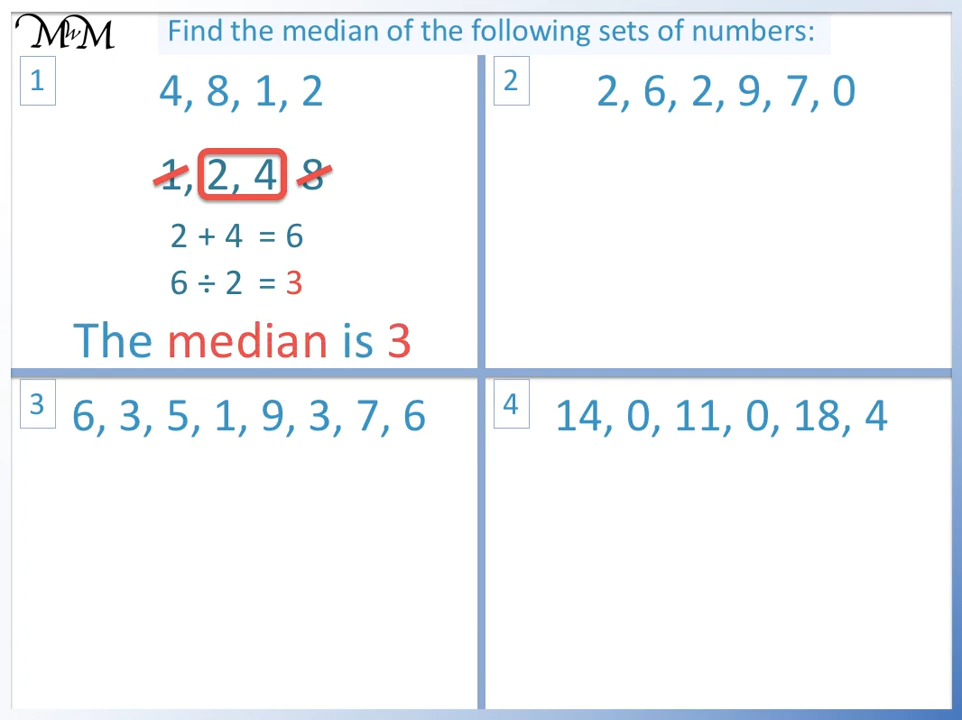 MwM
Find the median of the following sets of numbers:
1
4, 8, 1, 2
1, 2, 4 8
2 + 4 = 6
6 ÷ 2 = 3
The median is 3
2
2, 6, 2, 9, 7, 0
3
6, 3, 5, 1, 9, 3, 7, 6
4
14, 0, 11, 0, 18, 4